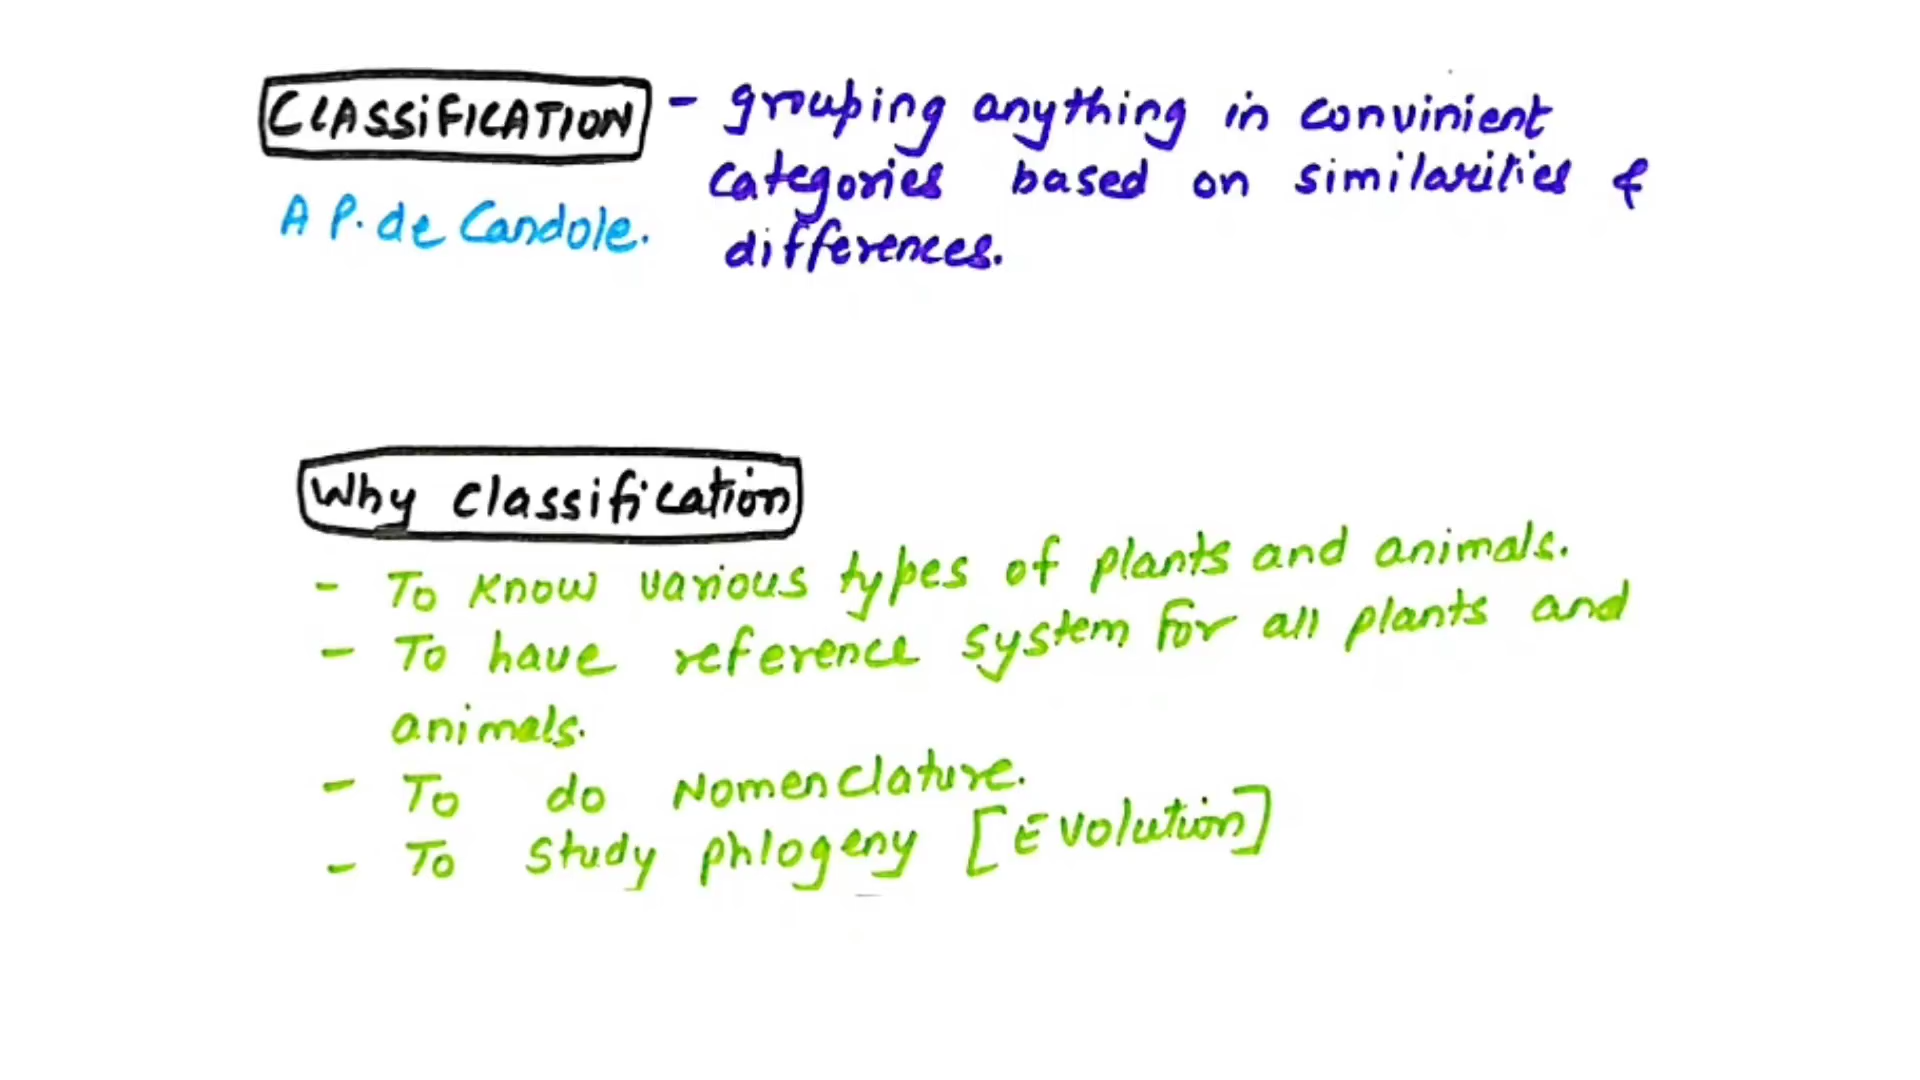 CLASSiFICATION - grouping anything in convinient
categories based on similarities &
A P. de Candole.
differences.
Why classification
- To know various types of plants and animals.
- To have reference system for all plants and
animals.
- To do Nomenclature.
- To study phlogeny [Evolution]